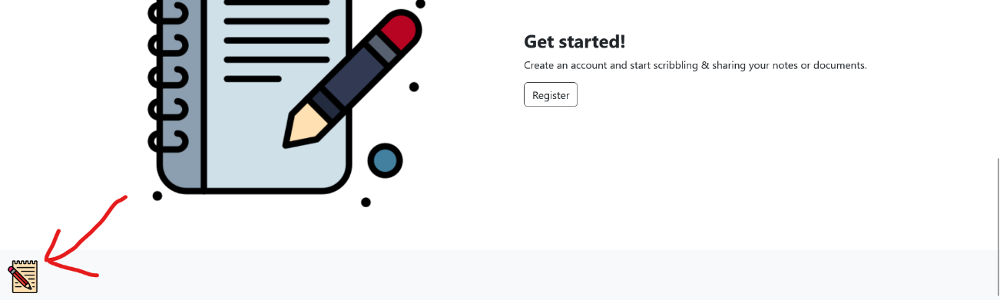 Get started!
Create an account and start scribbling & sharing your notes or documents.
Register